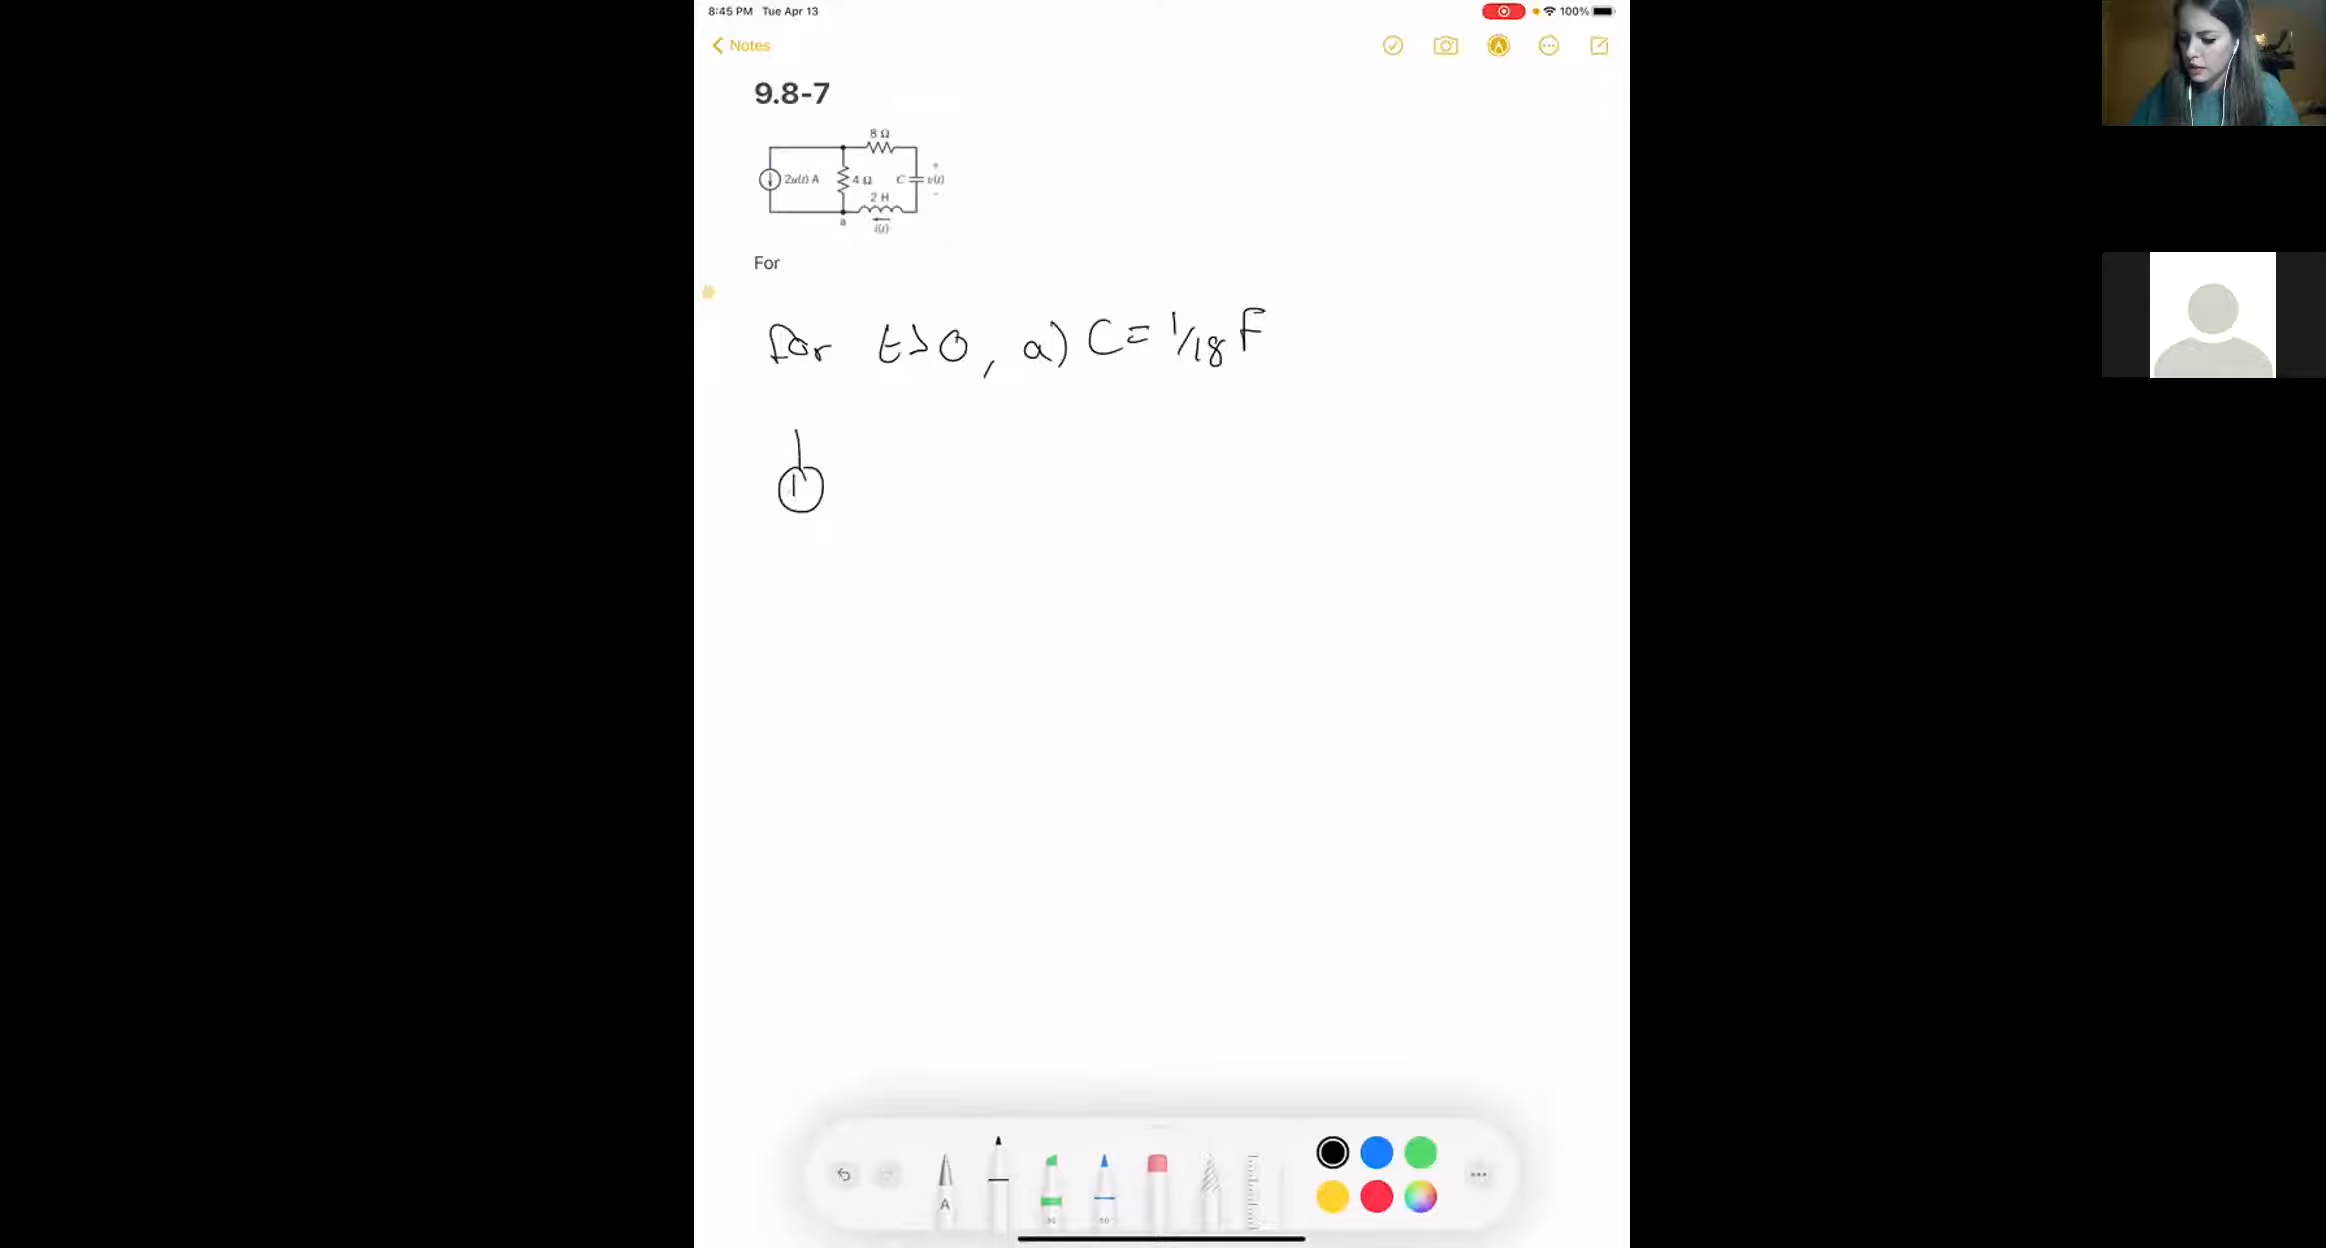 8:45 PM Tue Apr 13
100%
Notes
9.8-7
8 Ω
2u(t) A
4 Ω
C
+
v(t)
-
2 H
a
i(t)
For
for t>0, a) C = 1/18 F
A